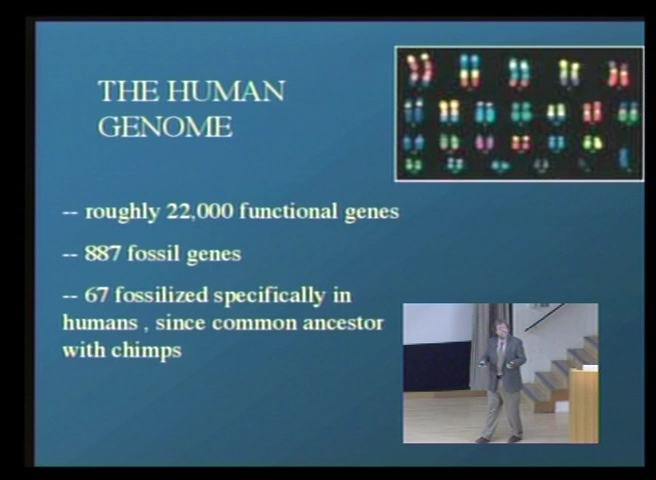 THE HUMAN
GENOME
-- roughly 22,000 functional genes
-- 887 fossil genes
-- 67 fossilized specifically in
humans , since common ancestor
with chimps